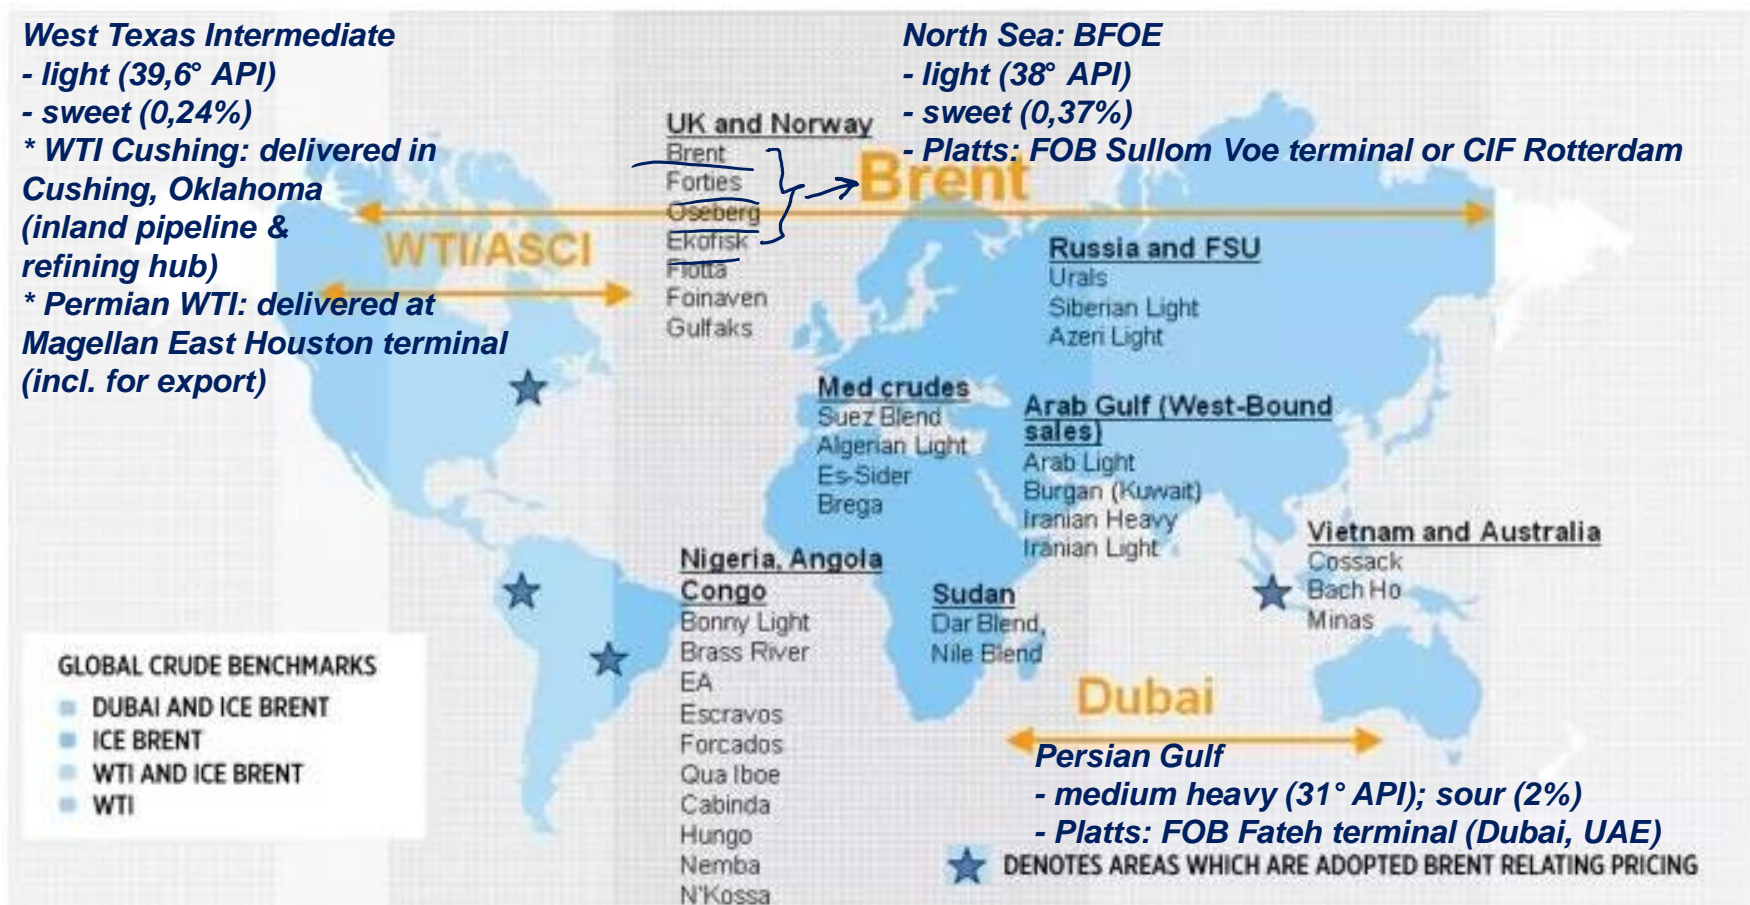 West Texas Intermediate
- light (39,6° API)
- sweet (0,24%)
* WTI Cushing: delivered in
Cushing, Oklahoma
(inland pipeline &
refining hub)
* Permian WTI: delivered at
Magellan East Houston terminal
(incl. for export)
North Sea: BFOE
- light (38° API)
- sweet (0,37%)
- Platts: FOB Sullom Voe terminal or CIF Rotterdam
UK and Norway
Brent
Forties
Oseberg
Ekofisk
Flotta
Foinaven
Gulfaks
Brent
WTI/ASCI
Russia and FSU
Urals
Siberian Light
Azeri Light
Med crudes
Suez Blend
Algerian Light
Es-Sider
Brega
Arab Gulf (West-Bound
sales)
Arab Light
Burgan (Kuwait)
Iranian Heavy
Iranian Light
Vietnam and Australia
Cossack
Bach Ho
Minas
Nigeria, Angola
Congo
Bonny Light
Brass River
EA
Escravos
Forcados
Qua Iboe
Cabinda
Hungo
Nemba
N'Kossa
Sudan
Dar Blend,
Nile Blend
Dubai
Persian Gulf
- medium heavy (31° API); sour (2%)
- Platts: FOB Fateh terminal (Dubai, UAE)
GLOBAL CRUDE BENCHMARKS
DUBAI AND ICE BRENT
ICE BRENT
WTI AND ICE BRENT
WTI
DENOTES AREAS WHICH ARE ADOPTED BRENT RELATING PRICING